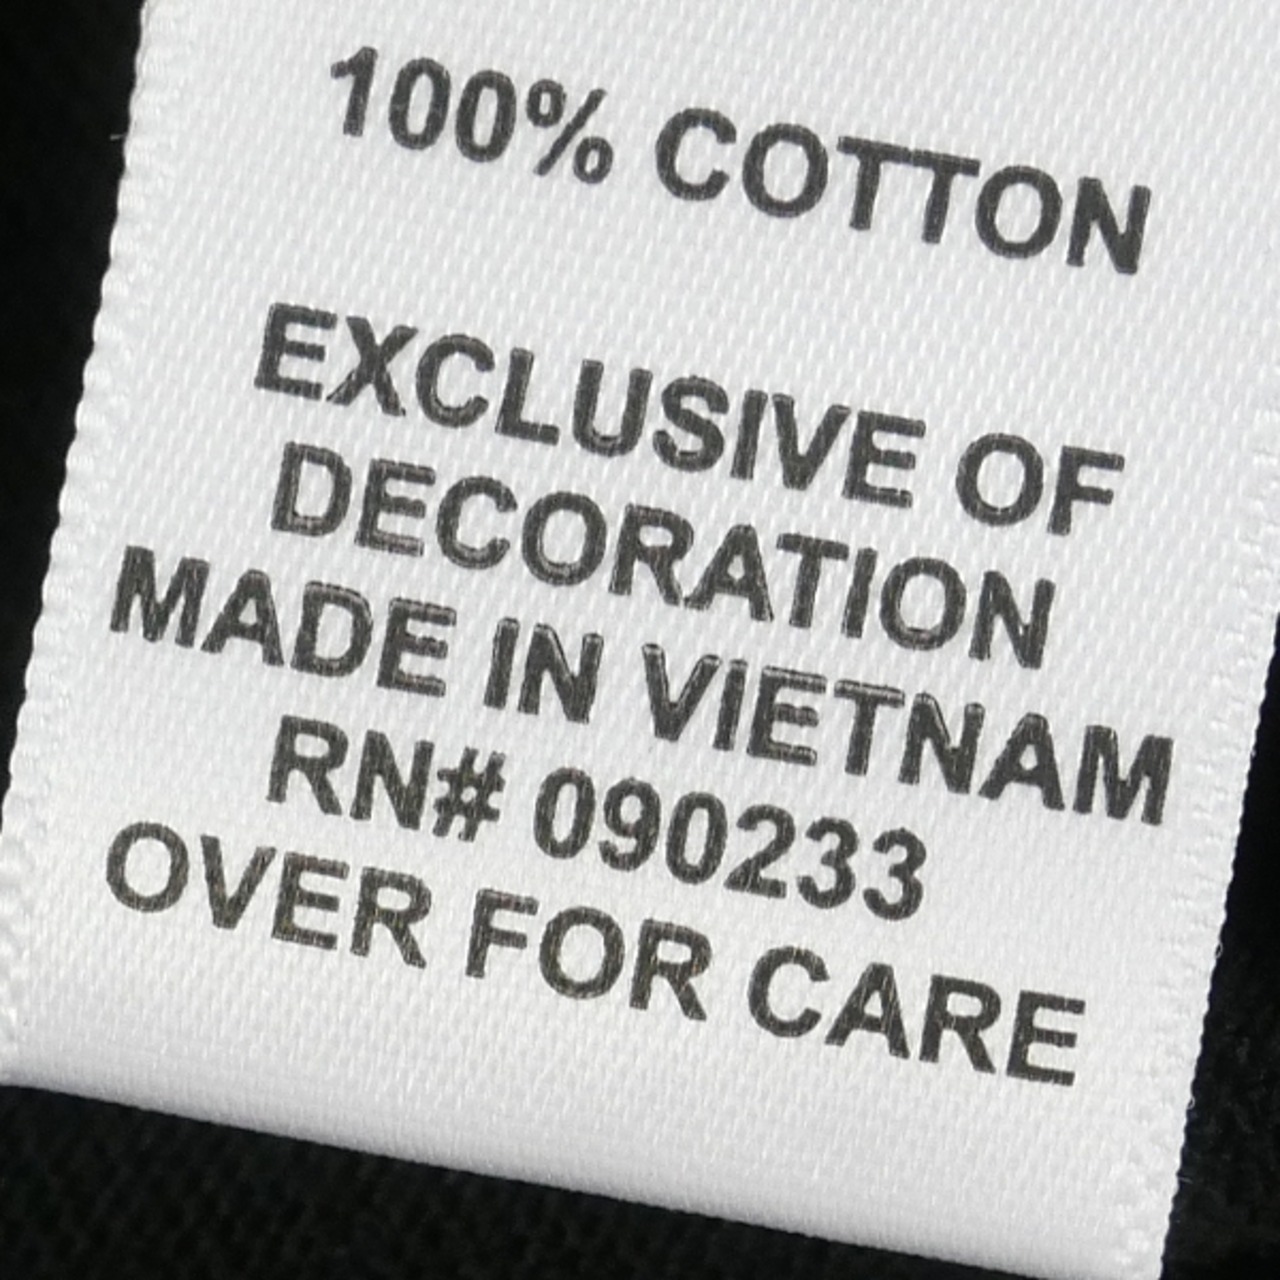 100% COTTON
EXCLUSIVE OF
DECORATION
MADE IN VIETNAM
RN# 090233
OVER FOR CARE